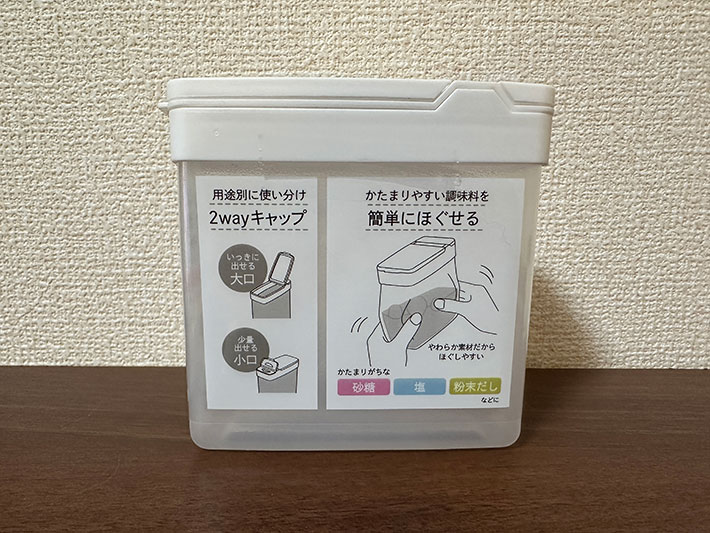 用途別に使い分け
2wayキャップ
いっきに
出せる
大口
少量
出せる
小口
かたまりやすい調味料を
簡単にほぐせる
やわらか素材だから
ほぐしやすい
かたまりがちな
砂糖
塩
粉末だし
などに